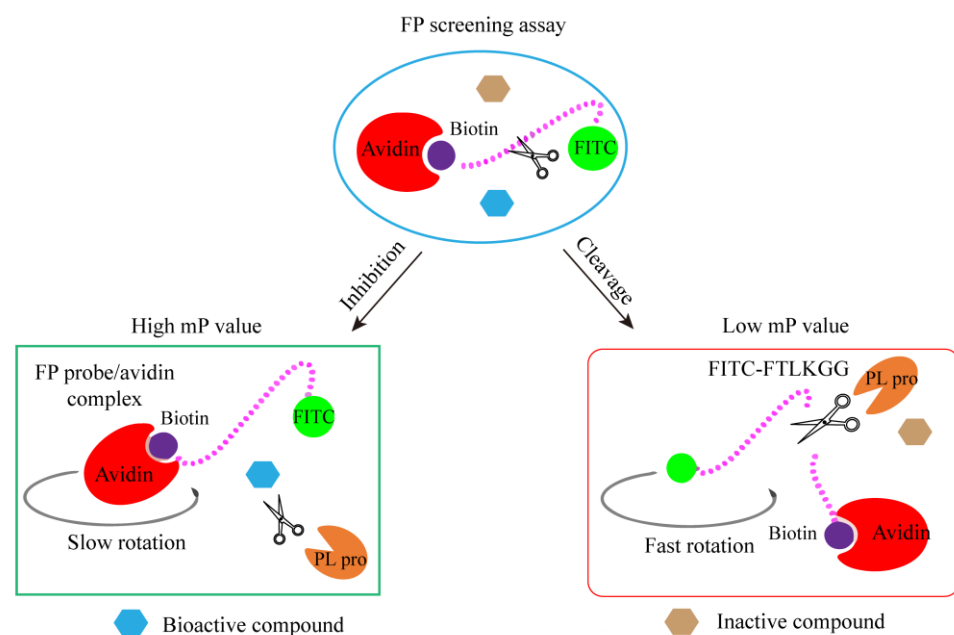 FP screening assay
Biotin
Avidin
FITC
Inhibition
Cleavage
High mP value
FP probe/avidin
complex
Biotin
FITC
Avidin
Slow rotation
PL pro
Low mP value
FITC-FTLKGG
PL pro
Biotin
Avidin
Fast rotation
Bioactive compound
Inactive compound